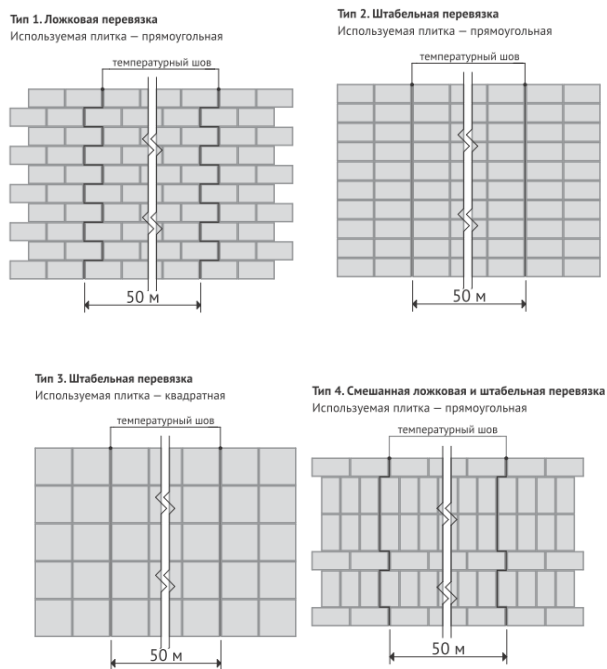 Тип 1. Ложковая перевязка
Используемая плитка — прямоугольная
температурный шов
50 м
Тип 2. Штабельная перевязка
Используемая плитка — прямоугольная
температурный шов
50 м
Тип 3. Штабельная перевязка
Используемая плитка — квадратная
температурный шов
50 м
Тип 4. Смешанная ложковая и штабельная перевязка
Используемая плитка — прямоугольная
температурный шов
50 м